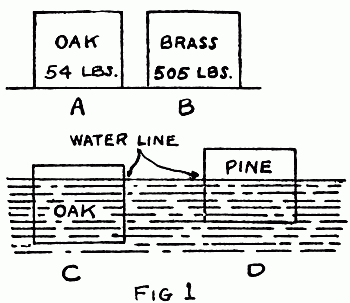 OAK
54 LBS.
BRASS
505 LBS.
A
B
WATER LINE
PINE
OAK
C
D
FIG 1